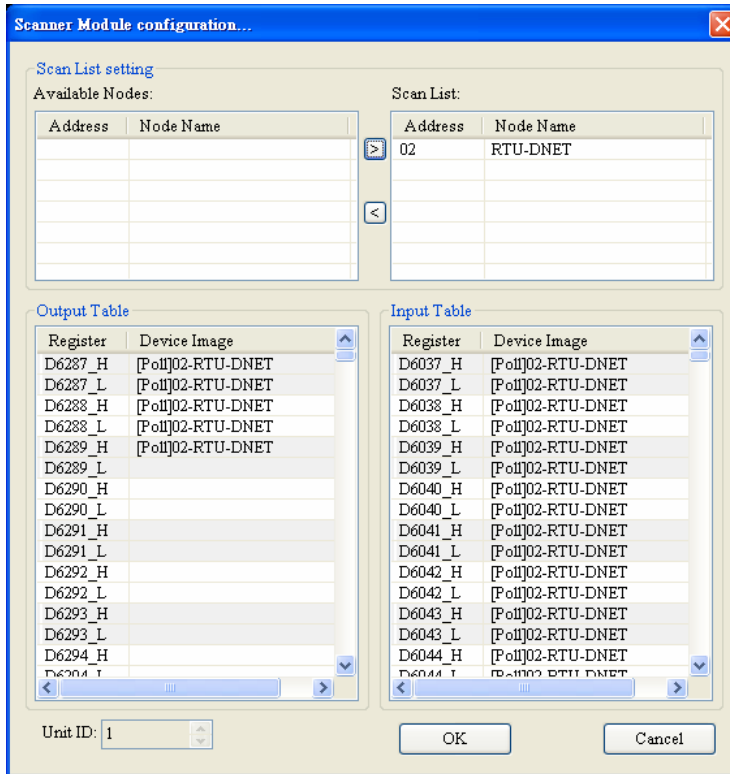 Scanner Module configuration...
Scan List setting
Available Nodes:
Address Node Name
>
<
Scan List:
Address Node Name
02 RTU-DNET
Output Table
Register Device Image
D6287_H [Poll]02-RTU-DNET
D6287_L [Poll]02-RTU-DNET
D6288_H [Poll]02-RTU-DNET
D6288_L [Poll]02-RTU-DNET
D6289_H [Poll]02-RTU-DNET
D6289_L
D6290_H
D6290_L
D6291_H
D6291_L
D6292_H
D6292_L
D6293_H
D6293_L
D6294_H
D6294_L
Input Table
Register Device Image
D6037_H [Poll]02-RTU-DNET
D6037_L [Poll]02-RTU-DNET
D6038_H [Poll]02-RTU-DNET
D6038_L [Poll]02-RTU-DNET
D6039_H [Poll]02-RTU-DNET
D6039_L [Poll]02-RTU-DNET
D6040_H [Poll]02-RTU-DNET
D6040_L [Poll]02-RTU-DNET
D6041_H [Poll]02-RTU-DNET
D6041_L [Poll]02-RTU-DNET
D6042_H [Poll]02-RTU-DNET
D6042_L [Poll]02-RTU-DNET
D6043_H [Poll]02-RTU-DNET
D6043_L [Poll]02-RTU-DNET
D6044_H [Poll]02-RTU-DNET
D6044_L [Poll]02-RTU-DNET
Unit ID: 1
OK
Cancel